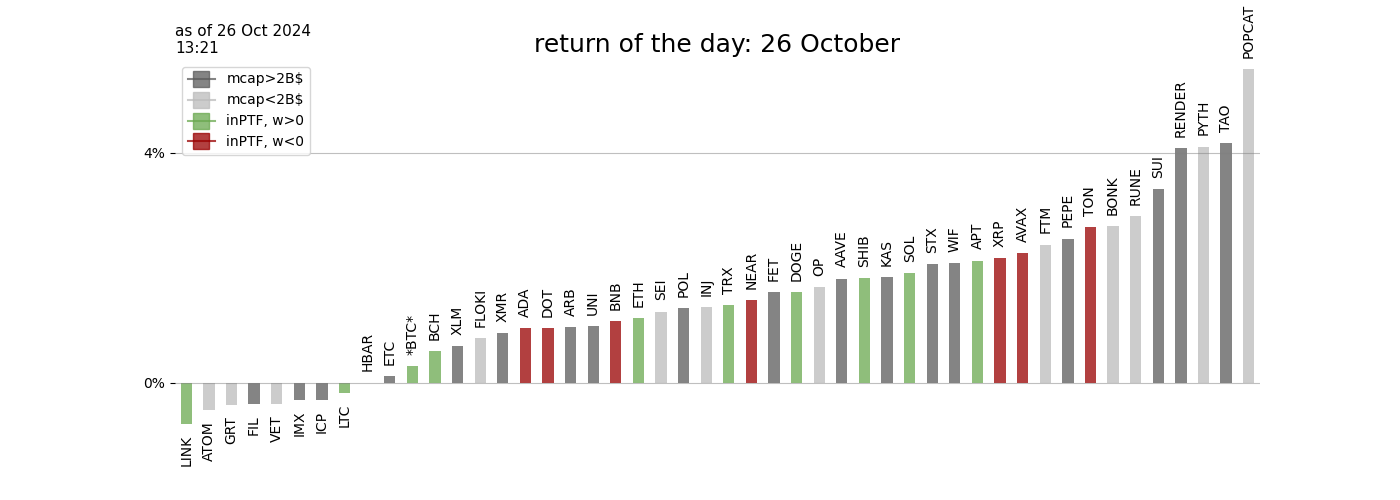 as of 26 Oct 2024
13:21
return of the day: 26 October
mcap>2B$
mcap<2B$
inPTF, w>0
inPTF, w<0
4%
0%
LINK
ATOM
GRT
FIL
VET
IMX
ICP
LTC
HBAR
ETC
*BTC*
BCH
XLM
FLOKI
XMR
ADA
DOT
ARB
UNI
BNB
ETH
SEI
POL
INJ
TRX
NEAR
FET
DOGE
OP
AAVE
SHIB
KAS
SOL
STX
WIF
APT
XRP
AVAX
FTM
PEPE
TON
BONK
RUNE
SUI
RENDER
PYTH
TAO
POPCAT